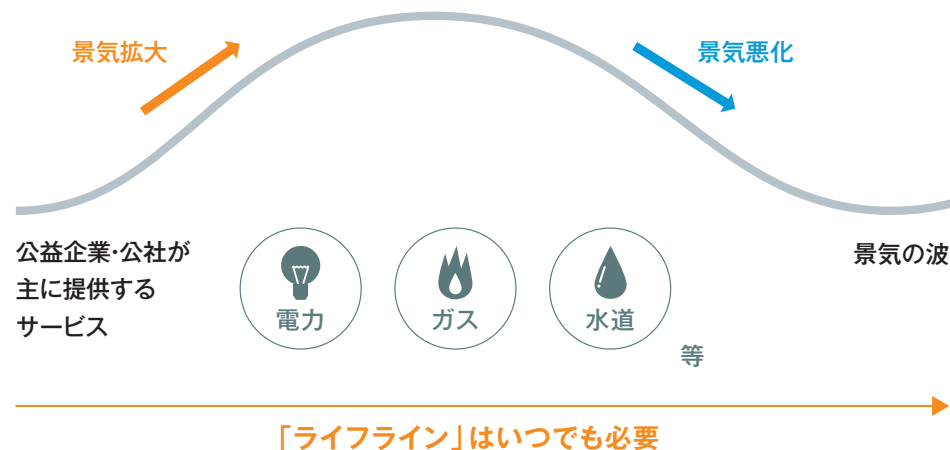 景気拡大
景気悪化
公益企業・公社が
主に提供する
サービス
電力
ガス
水道
等
景気の波
「ライフライン」はいつでも必要